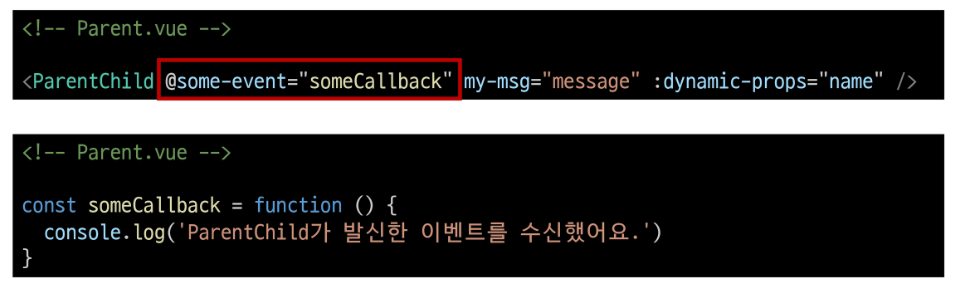 <!-- Parent.vue -->
<ParentChild @some-event="someCallback" my-msg="message" :dynamic-props="name" />
<!-- Parent.vue -->
const someCallback = function () {
  console.log('ParentChild가 발신한 이벤트를 수신했어요.')
}